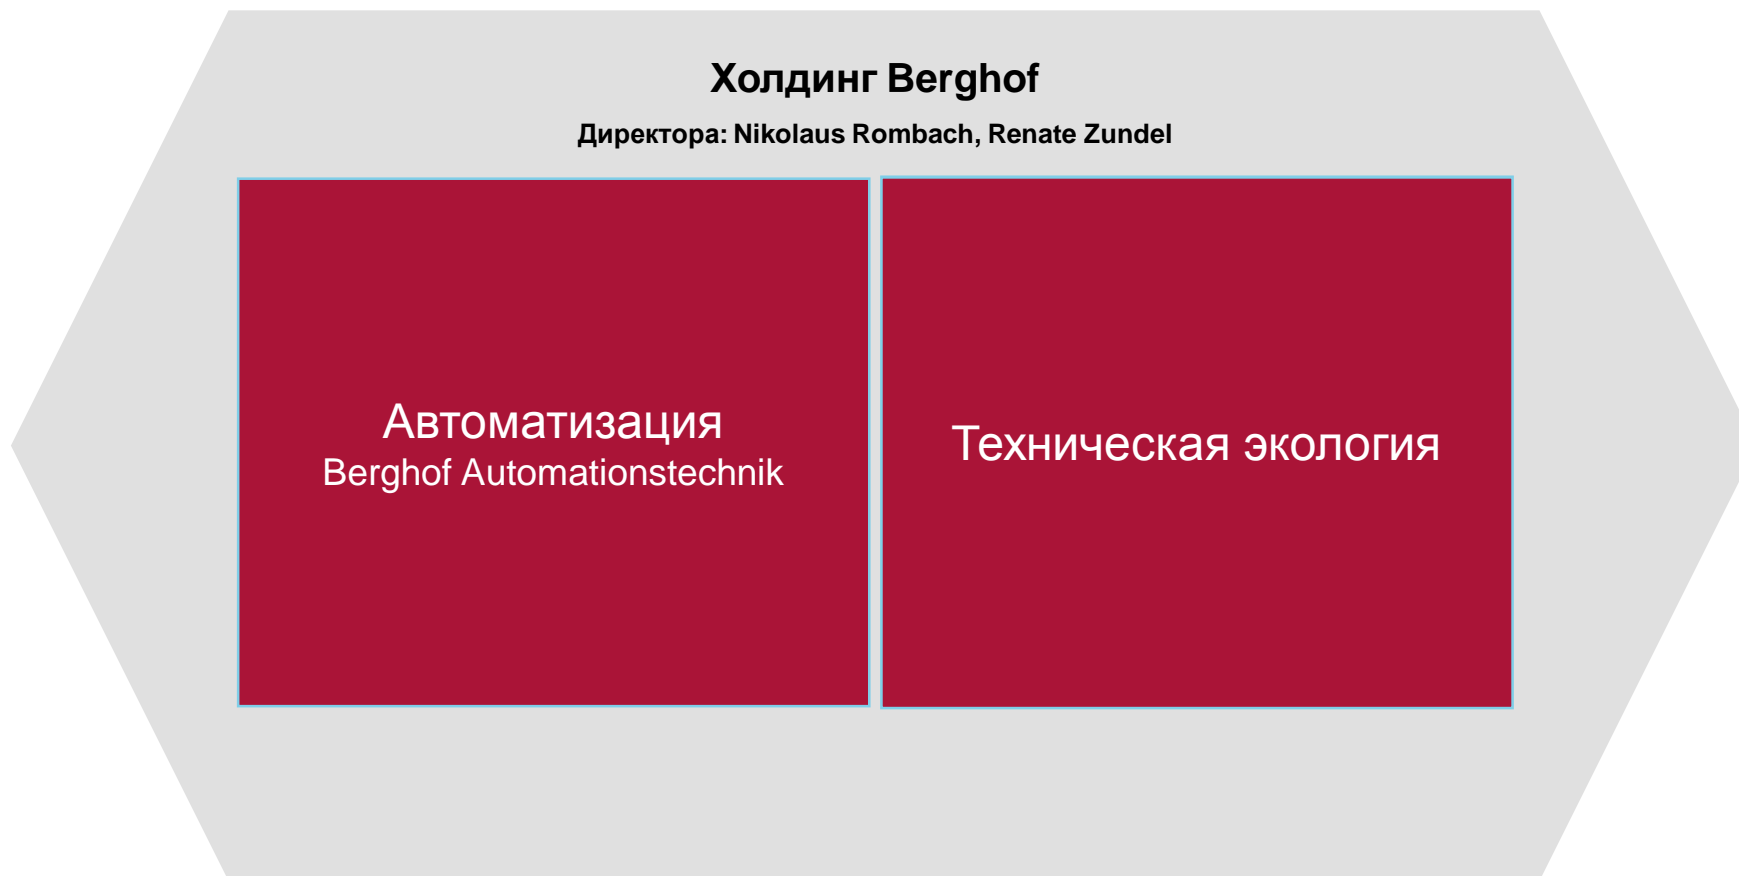 Холдинг Berghof
Директора: Nikolaus Rombach, Renate Zundel
Автоматизация
Berghof Automationstechnik
Техническая экология